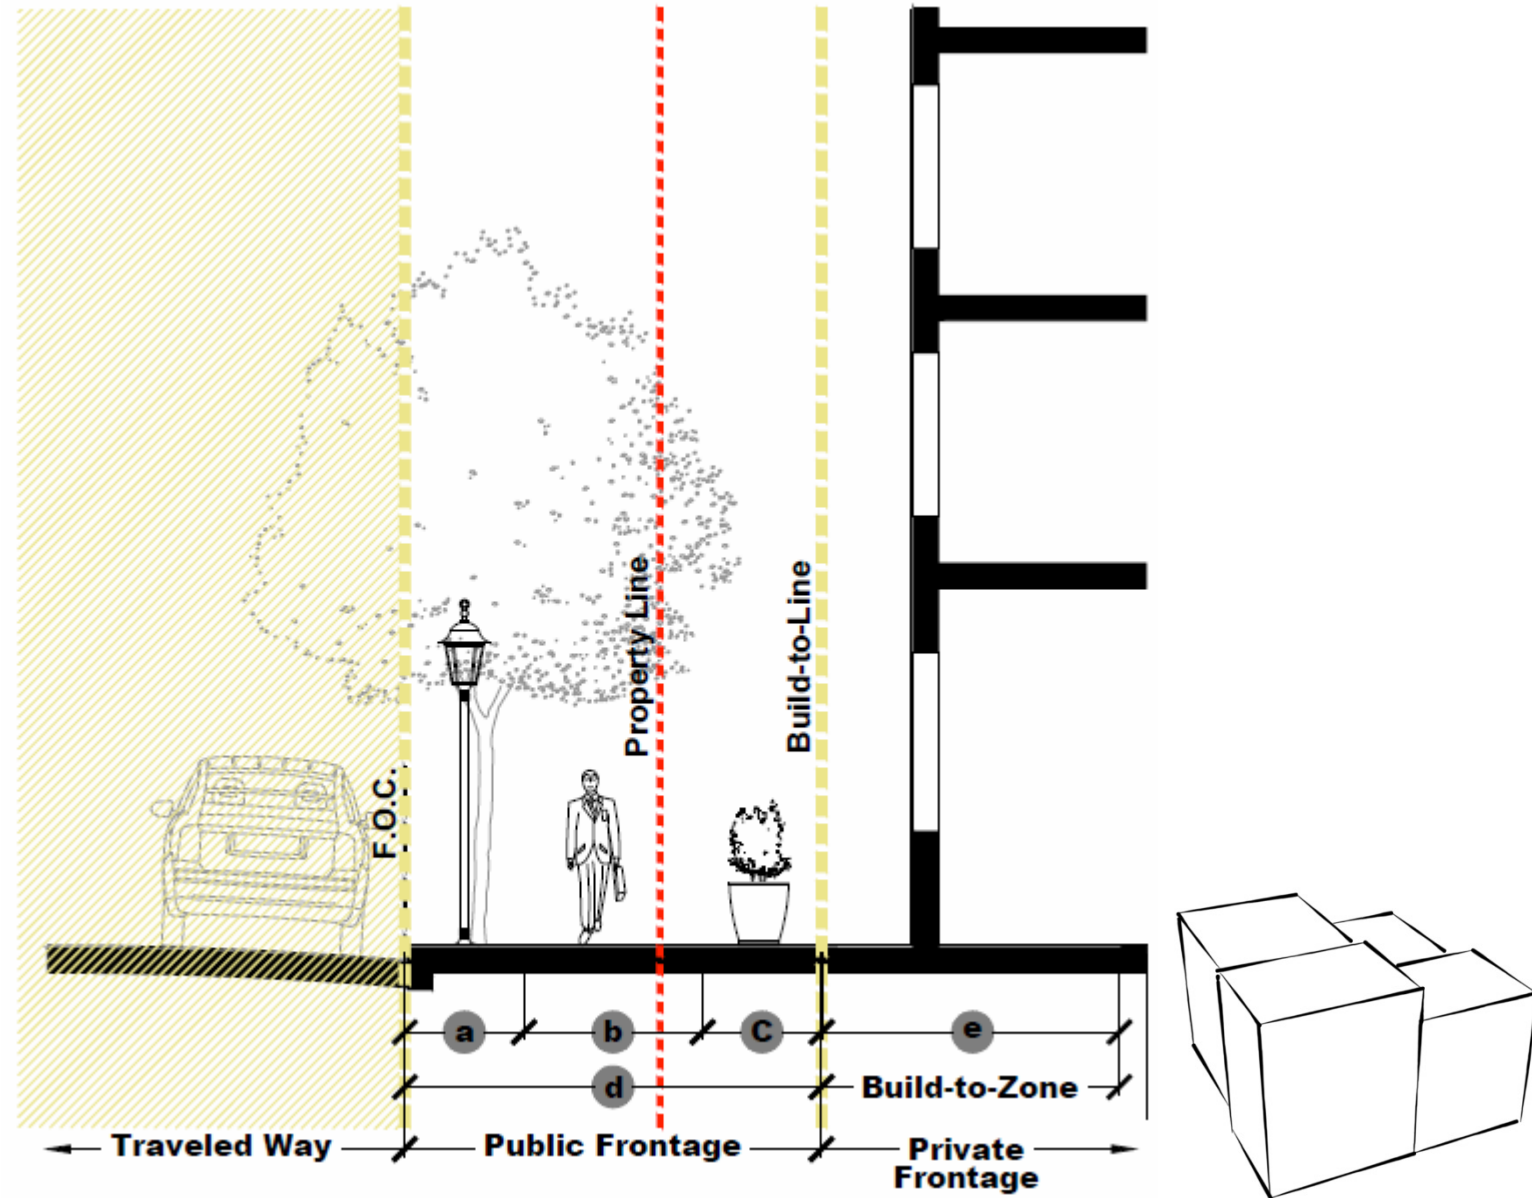 F.O.C.
Property Line
Build-to-Line
a
b
C
e
d
Build-to-Zone
Traveled Way
Public Frontage
Private
Frontage